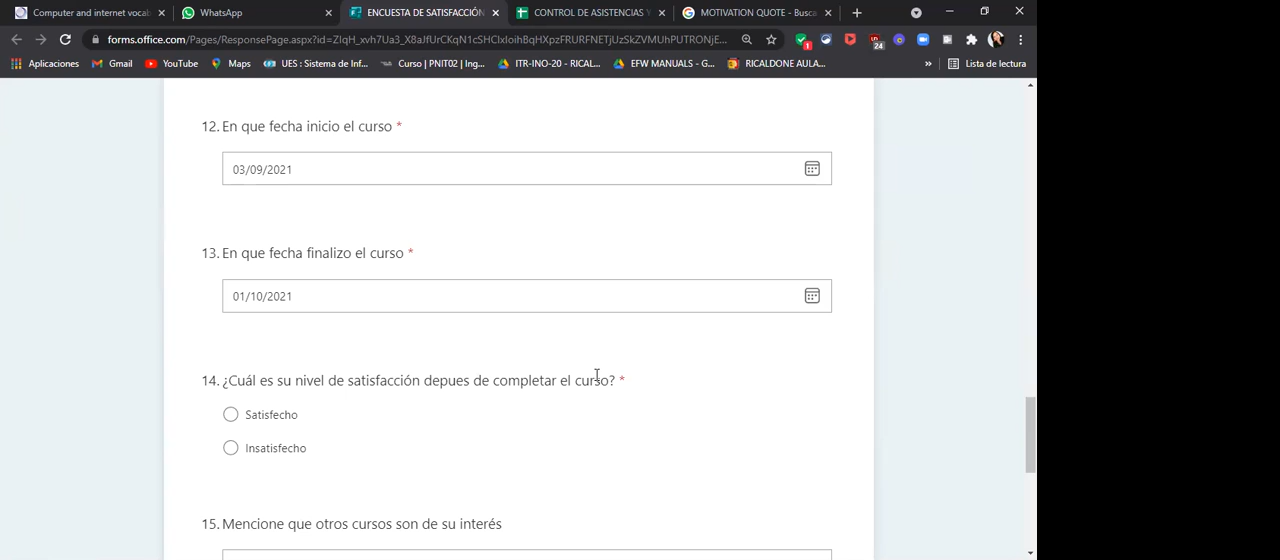 Computer and internet vocab
WhatsApp
ENCUESTA DE SATISFACCIÓN
CONTROL DE ASISTENCIAS Y
MOTIVATION QUOTE - Busca
forms.office.com/Pages/ResponsePage.aspx?id=ZIqH_xvh7Ua3_X8aJfUrCKqN1cSHClxIoihBqHXpzFRURFNETjUzSkZVMUhPUTRONjE...
1
24
Aplicaciones
Gmail
YouTube
Maps
UES : Sistema de Inf...
Curso | PNIT02 | Ing...
ITR-INO-20 - RICAL...
EFW MANUALS - G...
RICALDONE AULA...
»
Lista de lectura
12. En que fecha inicio el curso *
03/09/2021
13. En que fecha finalizo el curso *
01/10/2021
14. ¿Cuál es su nivel de satisfacción depues de completar el curso? *
Satisfecho
Insatisfecho
15. Mencione que otros cursos son de su interés